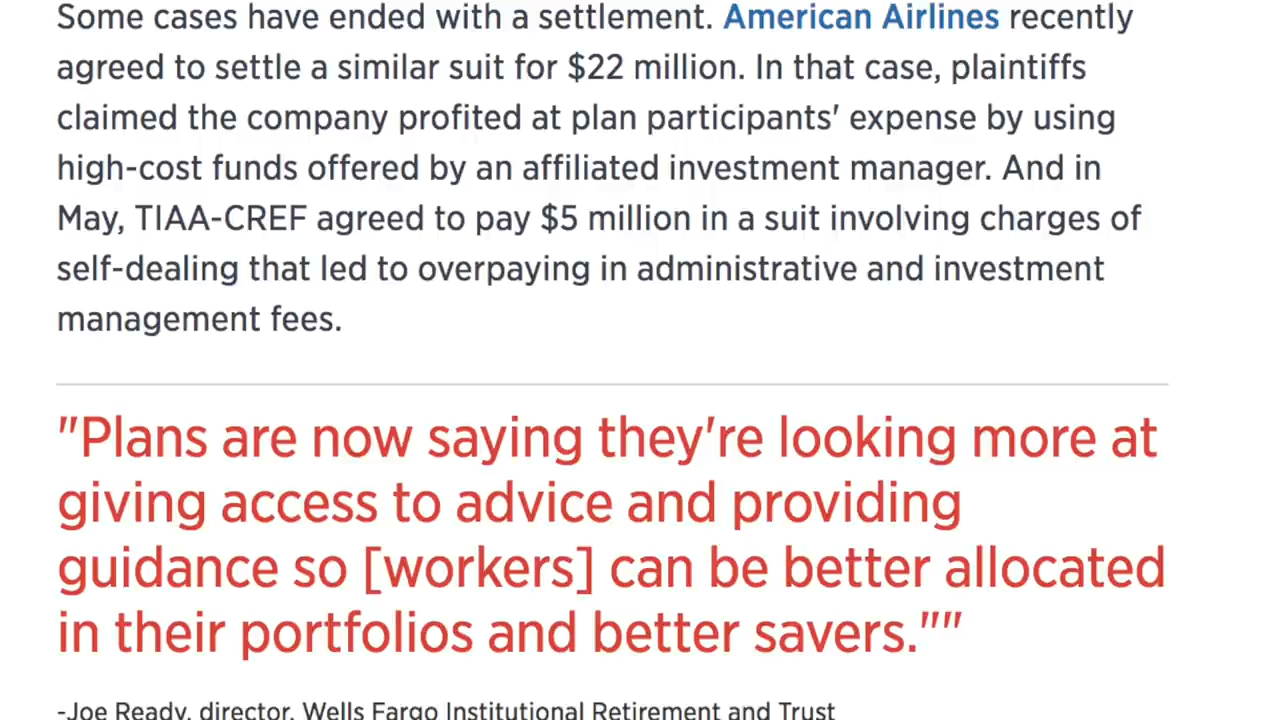 Some cases have ended with a settlement. American Airlines recently
agreed to settle a similar suit for $22 million. In that case, plaintiffs
claimed the company profited at plan participants' expense by using
high-cost funds offered by an affiliated investment manager. And in
May, TIAA-CREF agreed to pay $5 million in a suit involving charges of
self-dealing that led to overpaying in administrative and investment
management fees.
"Plans are now saying they're looking more at
giving access to advice and providing
guidance so [workers] can be better allocated
in their portfolios and better savers.""
-Joe Ready, director, Wells Fargo Institutional Retirement and Trust